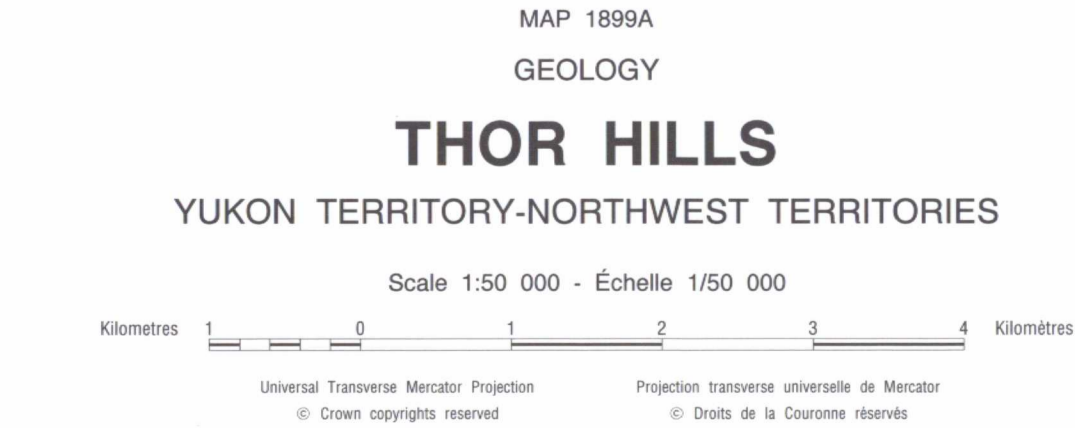 MAP 1899A
GEOLOGY
THOR HILLS
YUKON TERRITORY-NORTHWEST TERRITORIES
Scale 1:50 000 - Échelle 1/50 000
Kilometres 1 0 1 2 3 4 Kilomètres
Universal Transverse Mercator Projection Projection transverse universelle de Mercator
© Crown copyrights reserved © Droits de la Couronne réservés